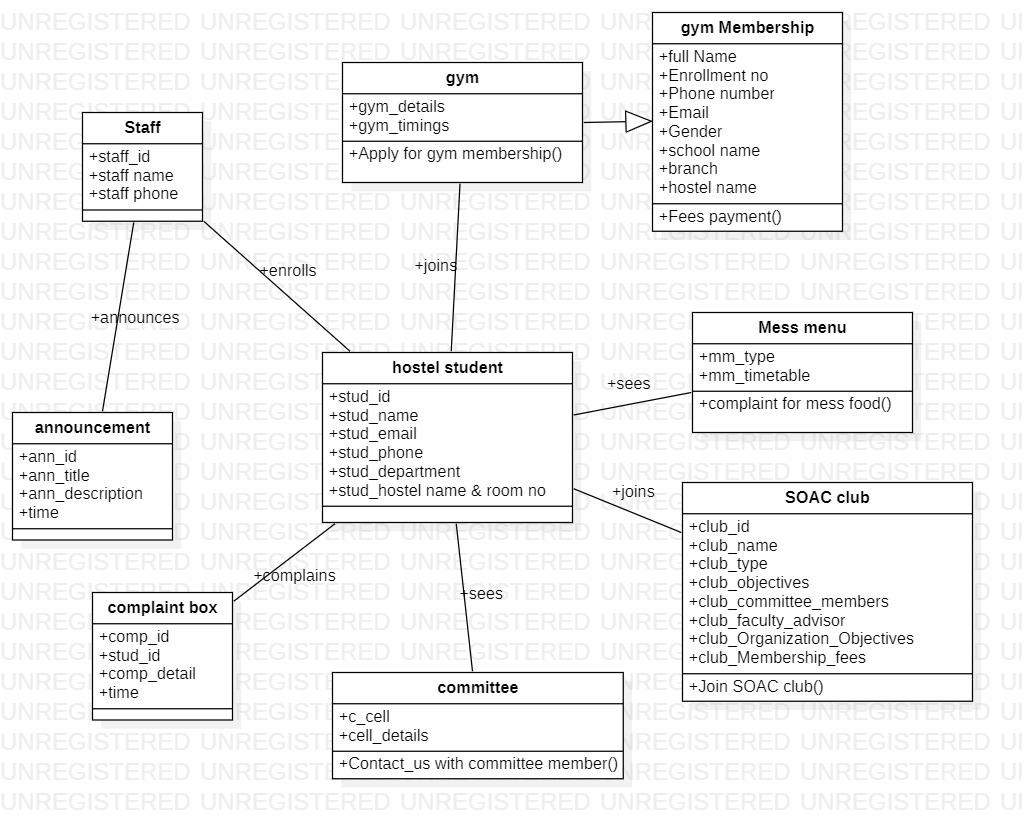 gym Membership
+full Name
+Enrollment no
+Phone number
+Email
+Gender
+school name
+branch
+hostel name
+Fees payment()
gym
+gym_details
+gym_timings
+Apply for gym membership()
Staff
+staff_id
+staff name
+staff phone
+enrolls
+joins
+announces
Mess menu
+mm_type
+mm_timetable
+complaint for mess food()
hostel student
+stud_id
+stud_name
+stud_email
+stud_phone
+stud_department
+stud_hostel name & room no
+sees
announcement
+ann_id
+ann_title
+ann_description
+time
+joins
SOAC club
+club_id
+club_name
+club_type
+club_objectives
+club_committee_members
+club_faculty_advisor
+club_Organization_Objectives
+club_Membership_fees
+Join SOAC club()
+complains
+sees
complaint box
+comp_id
+stud_id
+comp_detail
+time
committee
+c_cell
+cell_details
+Contact_us with committee member()
UNREGISTERED